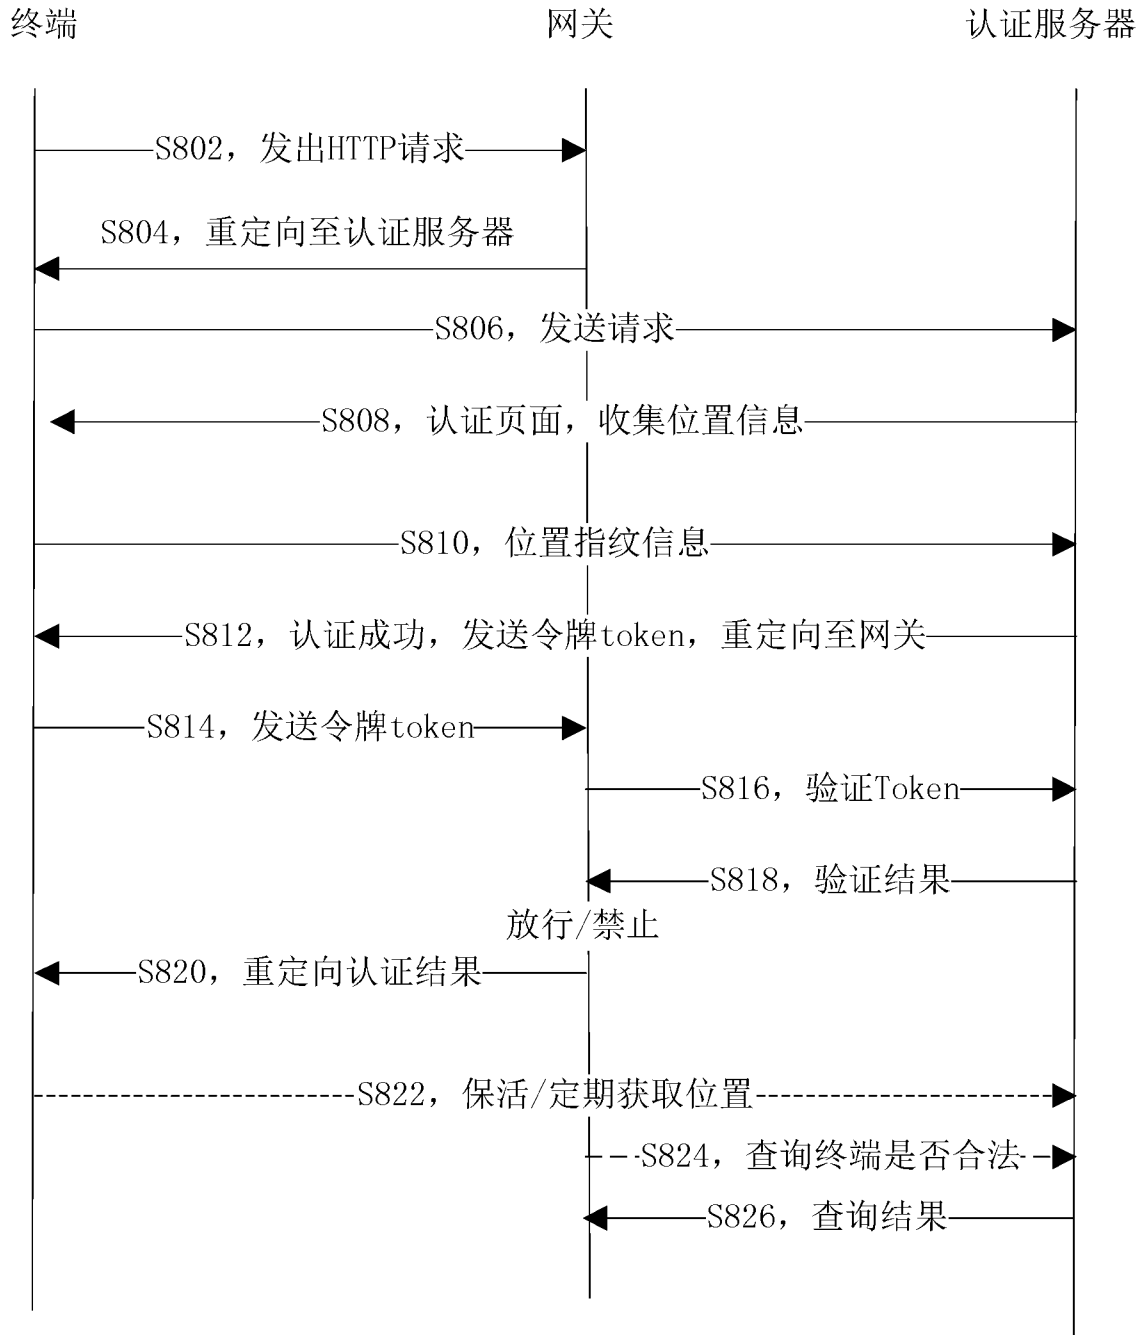 终端 网关 认证服务器
S802，发出HTTP请求
S804，重定向至认证服务器
S806，发送请求
S808，认证页面，收集位置信息
S810，位置指纹信息
S812，认证成功，发送令牌token，重定向至网关
S814，发送令牌token
S816，验证Token
S818，验证结果
放行/禁止
S820，重定向认证结果
S822，保活/定期获取位置
S824，查询终端是否合法
S826，查询结果